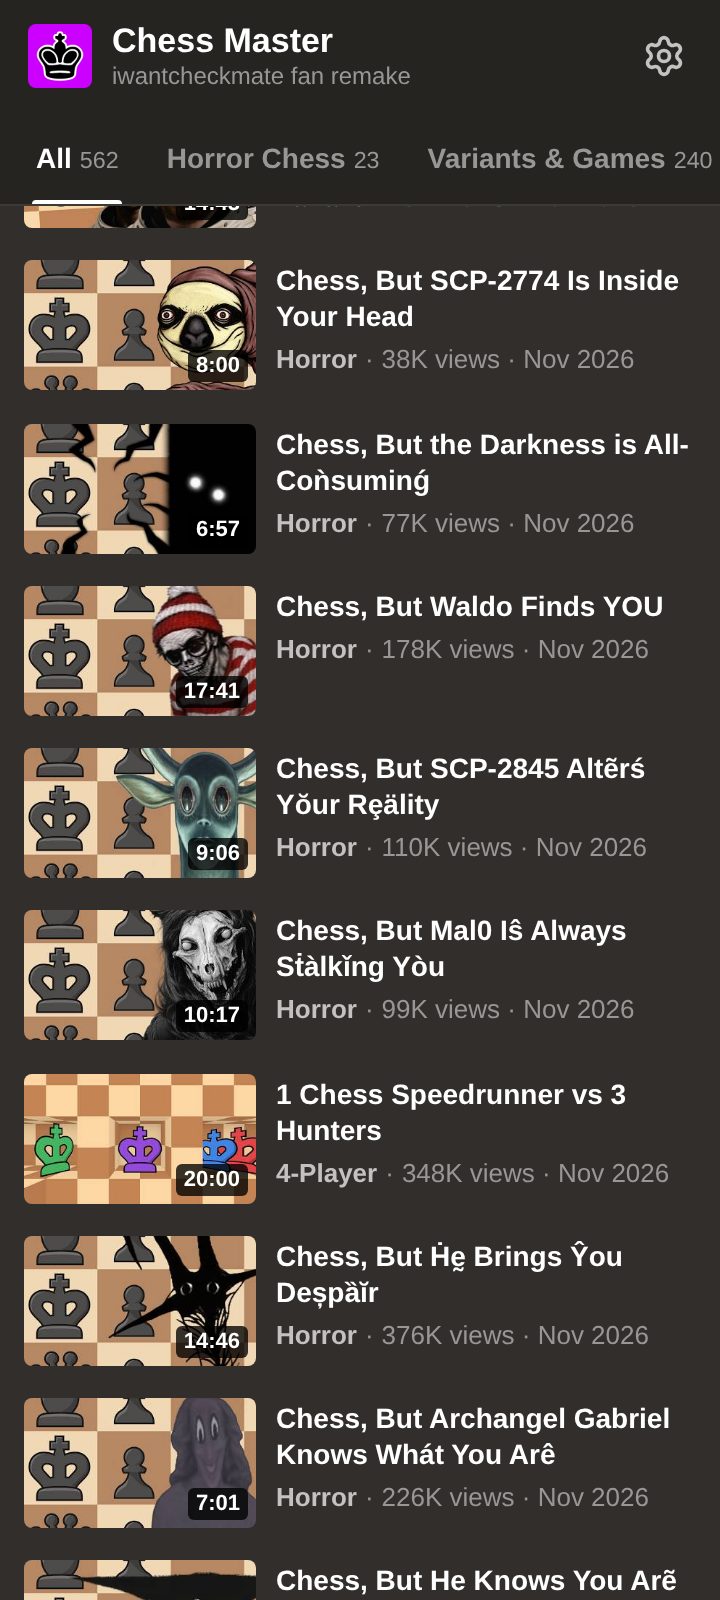 Chess Master
iwantcheckmate fan remake
All 562
Horror Chess 23
Variants & Games 240
8:00
Chess, But SCP-2774 Is Inside
Your Head
Horror · 38K views · Nov 2026
6:57
Chess, But the Darkness is All-
Coǹsuminǵ
Horror · 77K views · Nov 2026
17:41
Chess, But Waldo Finds YOU
Horror · 178K views · Nov 2026
9:06
Chess, But SCP-2845 Altẽrś
Yŏur Ręälity
Horror · 110K views · Nov 2026
10:17
Chess, But Mal0 Iŝ Always
Stàlkǐng Yòu
Horror · 99K views · Nov 2026
20:00
1 Chess Speedrunner vs 3
Hunters
4-Player · 348K views · Nov 2026
14:46
Chess, But Ḣḛ Brings Ŷou
Deșpȁĭr
Horror · 376K views · Nov 2026
7:01
Chess, But Archangel Gabriel
Knows Whát You Arê
Horror · 226K views · Nov 2026
Chess, But He Knows You Arẽ